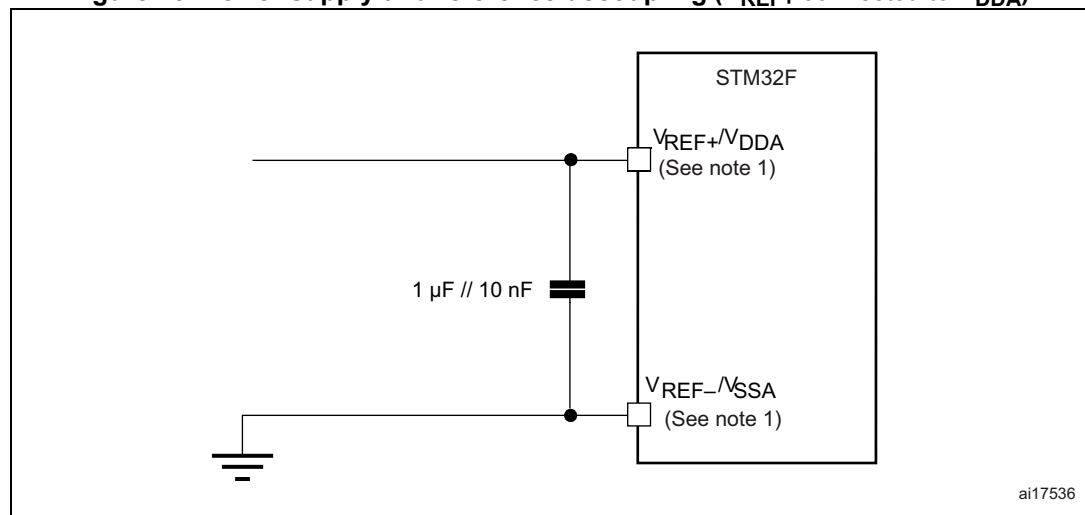 STM32F
VREF+/VDDA
(See note 1)
1 µF // 10 nF
VREF–/VSSA
(See note 1)
ai17536